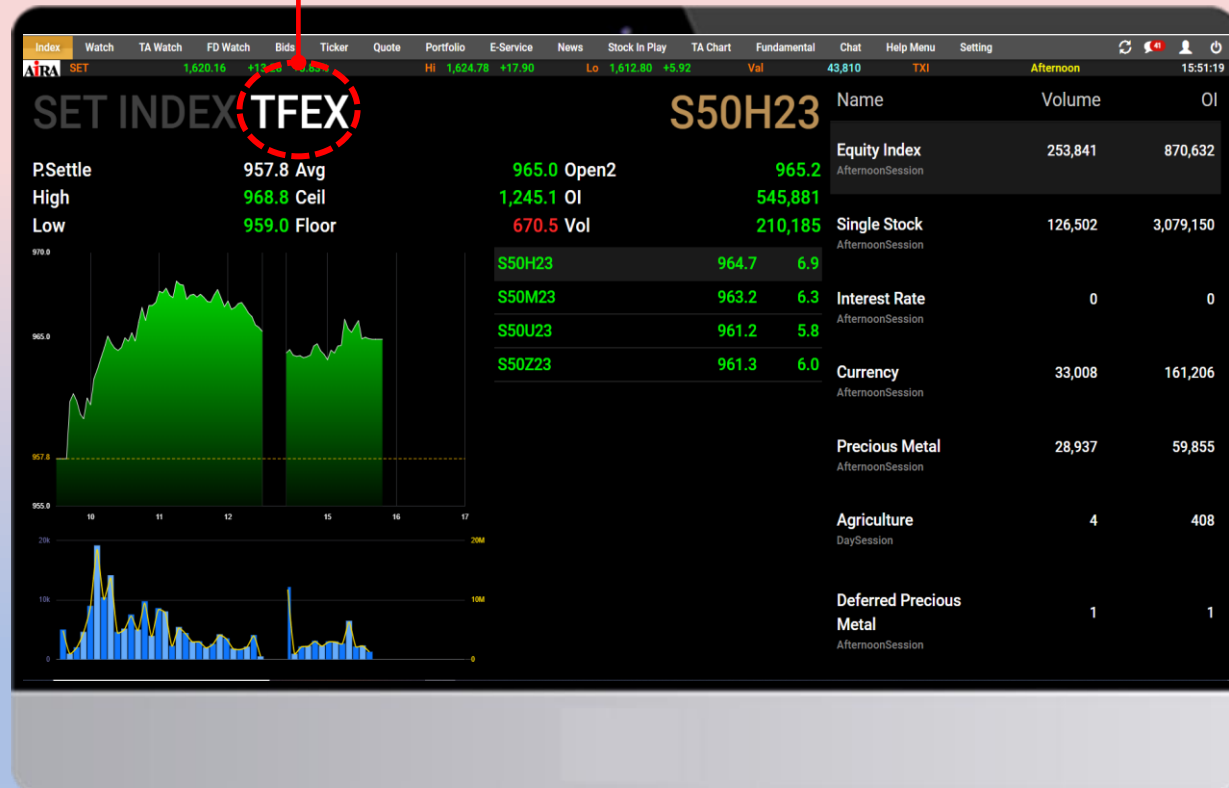 Index Watch TA Watch FD Watch Bids Ticker Quote Portfolio E-Service News Stock In Play TA Chart Fundamental Chat Help Menu Setting 41
AiRA SET 1,620.16 Hi 1,624.78 +17.90 Lo 1,612.80 +5.92 Val 43,810 TXI Afternoon 15:51:19
SET INDEX TFEX S50H23
P.Settle 957.8 Avg 965.0 Open2 965.2
High 968.8 Ceil 1,245.1 OI 545,881
Low 959.0 Floor 670.5 Vol 210,185
S50H23 964.7 6.9
S50M23 963.2 6.3
S50U23 961.2 5.8
S50Z23 961.3 6.0
970.0
965.0
957.8
955.0
10 11 12 15 16 17
20k 20M
10k 10M
0 0
Name Volume OI
Equity Index 253,841 870,632
AfternoonSession
Single Stock 126,502 3,079,150
AfternoonSession
Interest Rate 0 0
AfternoonSession
Currency 33,008 161,206
AfternoonSession
Precious Metal 28,937 59,855
AfternoonSession
Agriculture 4 408
DaySession
Deferred Precious
Metal 1 1
AfternoonSession